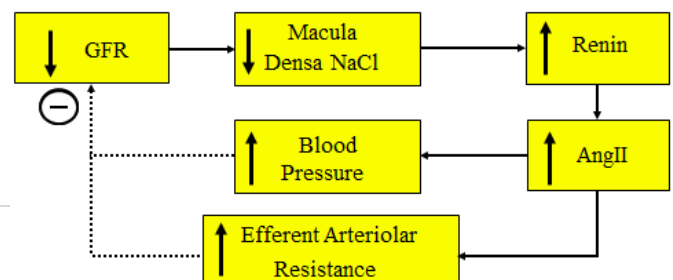 GFR
Macula
Densa NaCl
Renin
Blood
Pressure
AngII
Efferent Arteriolar
Resistance